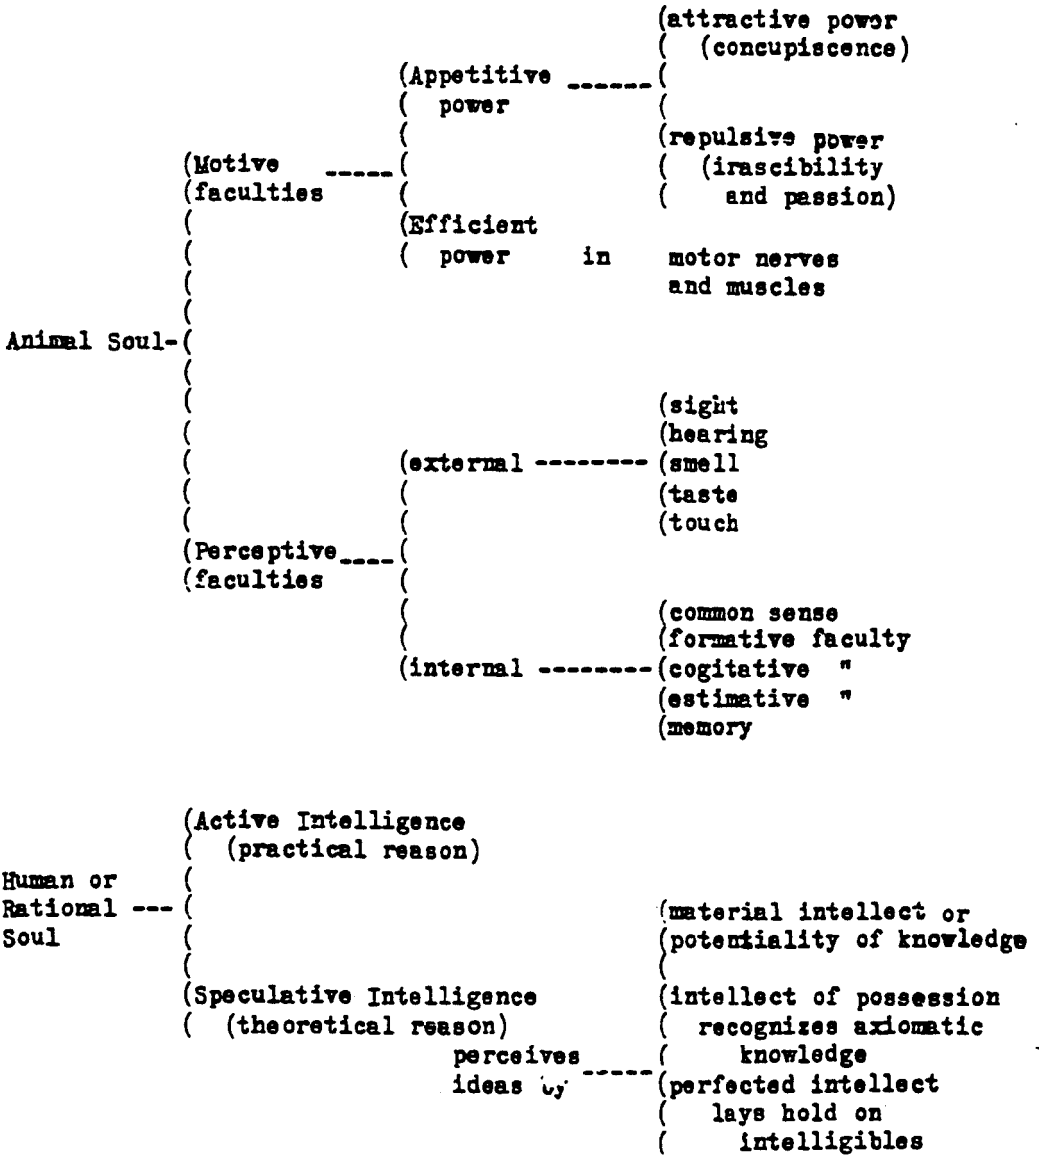 (attractive power
( (concupiscence)
(Appetitive ------(
( power (
( (repulsive power
(Motive -----( ( (irascibility
(faculties ( ( and passion)
( (Efficient
( ( power in motor nerves
( and muscles
(
Animal Soul-(
(
( (sight
( (hearing
( (external -------- (smell
( ( (taste
( ( (touch
(Perceptive ----(
(faculties (
( (common sense
( (formative faculty
(internal --------(cogitative "
(estimative "
(memory
(Active Intelligence
( (practical reason)
Human or (
Rational --- ( (material intellect or
Soul ( (potentiality of knowledge
( (
(Speculative Intelligence (intellect of possession
( (theoretical reason) ( recognizes axiomatic
perceives ( knowledge
ideas by -----(perfected intellect
( lays hold on
( intelligibles